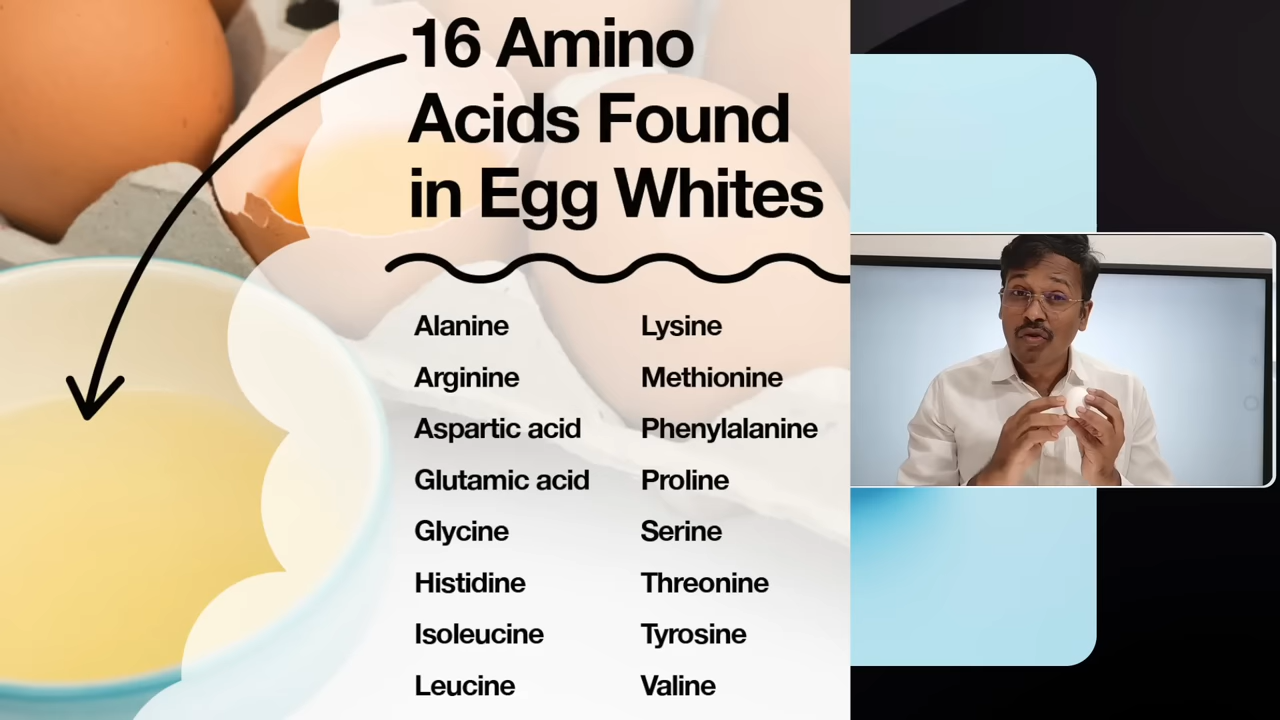 16 Amino
Acids Found
in Egg Whites
Alanine
Arginine
Aspartic acid
Glutamic acid
Glycine
Histidine
Isoleucine
Leucine
Lysine
Methionine
Phenylalanine
Proline
Serine
Threonine
Tyrosine
Valine